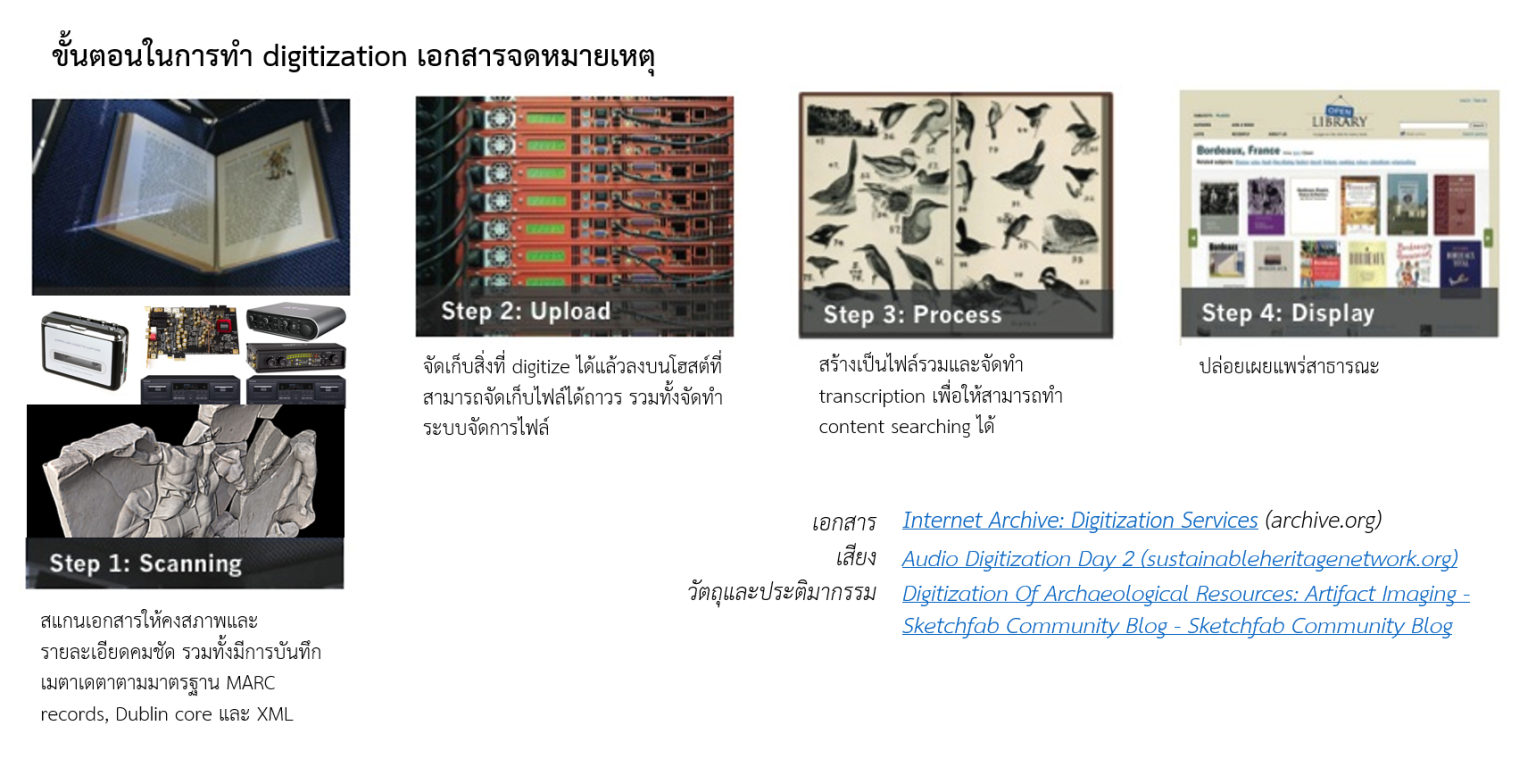 ขั้นตอนในการทำ digitization เอกสารจดหมายเหตุ
Step 1: Scanning
สแกนเอกสารให้คงสภาพและ
รายละเอียดคมชัด รวมทั้งมีการบันทึก
เมตาเดตาตามมาตรฐาน MARC
records, Dublin core และ XML
Step 2: Upload
จัดเก็บสิ่งที่ digitize ได้แล้วลงบนโฮสต์ที่
สามารถจัดเก็บไฟล์ได้ถาวร รวมทั้งจัดทำ
ระบบจัดการไฟล์
Step 3: Process
สร้างเป็นไฟล์รวมและจัดทำ
transcription เพื่อให้สามารถทำ
content searching ได้
OPEN
LIBRARY
Bordeaux, France
Step 4: Display
ปล่อยเผยแพร่สาธารณะ
เอกสาร Internet Archive: Digitization Services (archive.org)
เสียง Audio Digitization Day 2 (sustainableheritagenetwork.org)
วัตถุและประติมากรรม Digitization Of Archaeological Resources: Artifact Imaging -
Sketchfab Community Blog - Sketchfab Community Blog